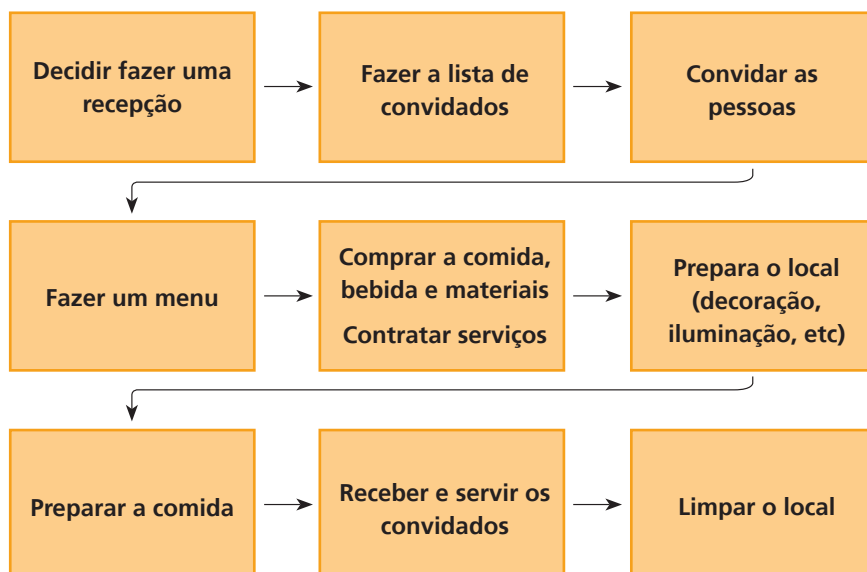 Decidir fazer uma
recepção
Fazer a lista de
convidados
Convidar as
pessoas
Fazer um menu
Comprar a comida,
bebida e materiais
Contratar serviços
Prepara o local
(decoração,
iluminação, etc)
Preparar a comida
Receber e servir os
convidados
Limpar o local